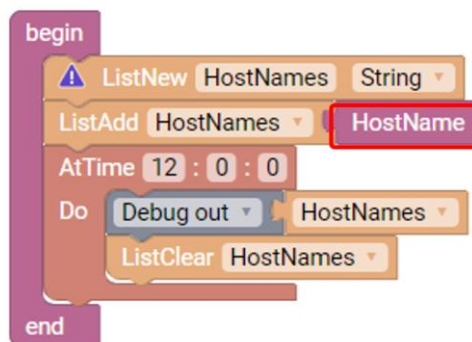 begin
ListNew HostNames String
ListAdd HostNames HostName
AtTime 12 : 0 : 0
Do Debug out HostNames
ListClear HostNames
end